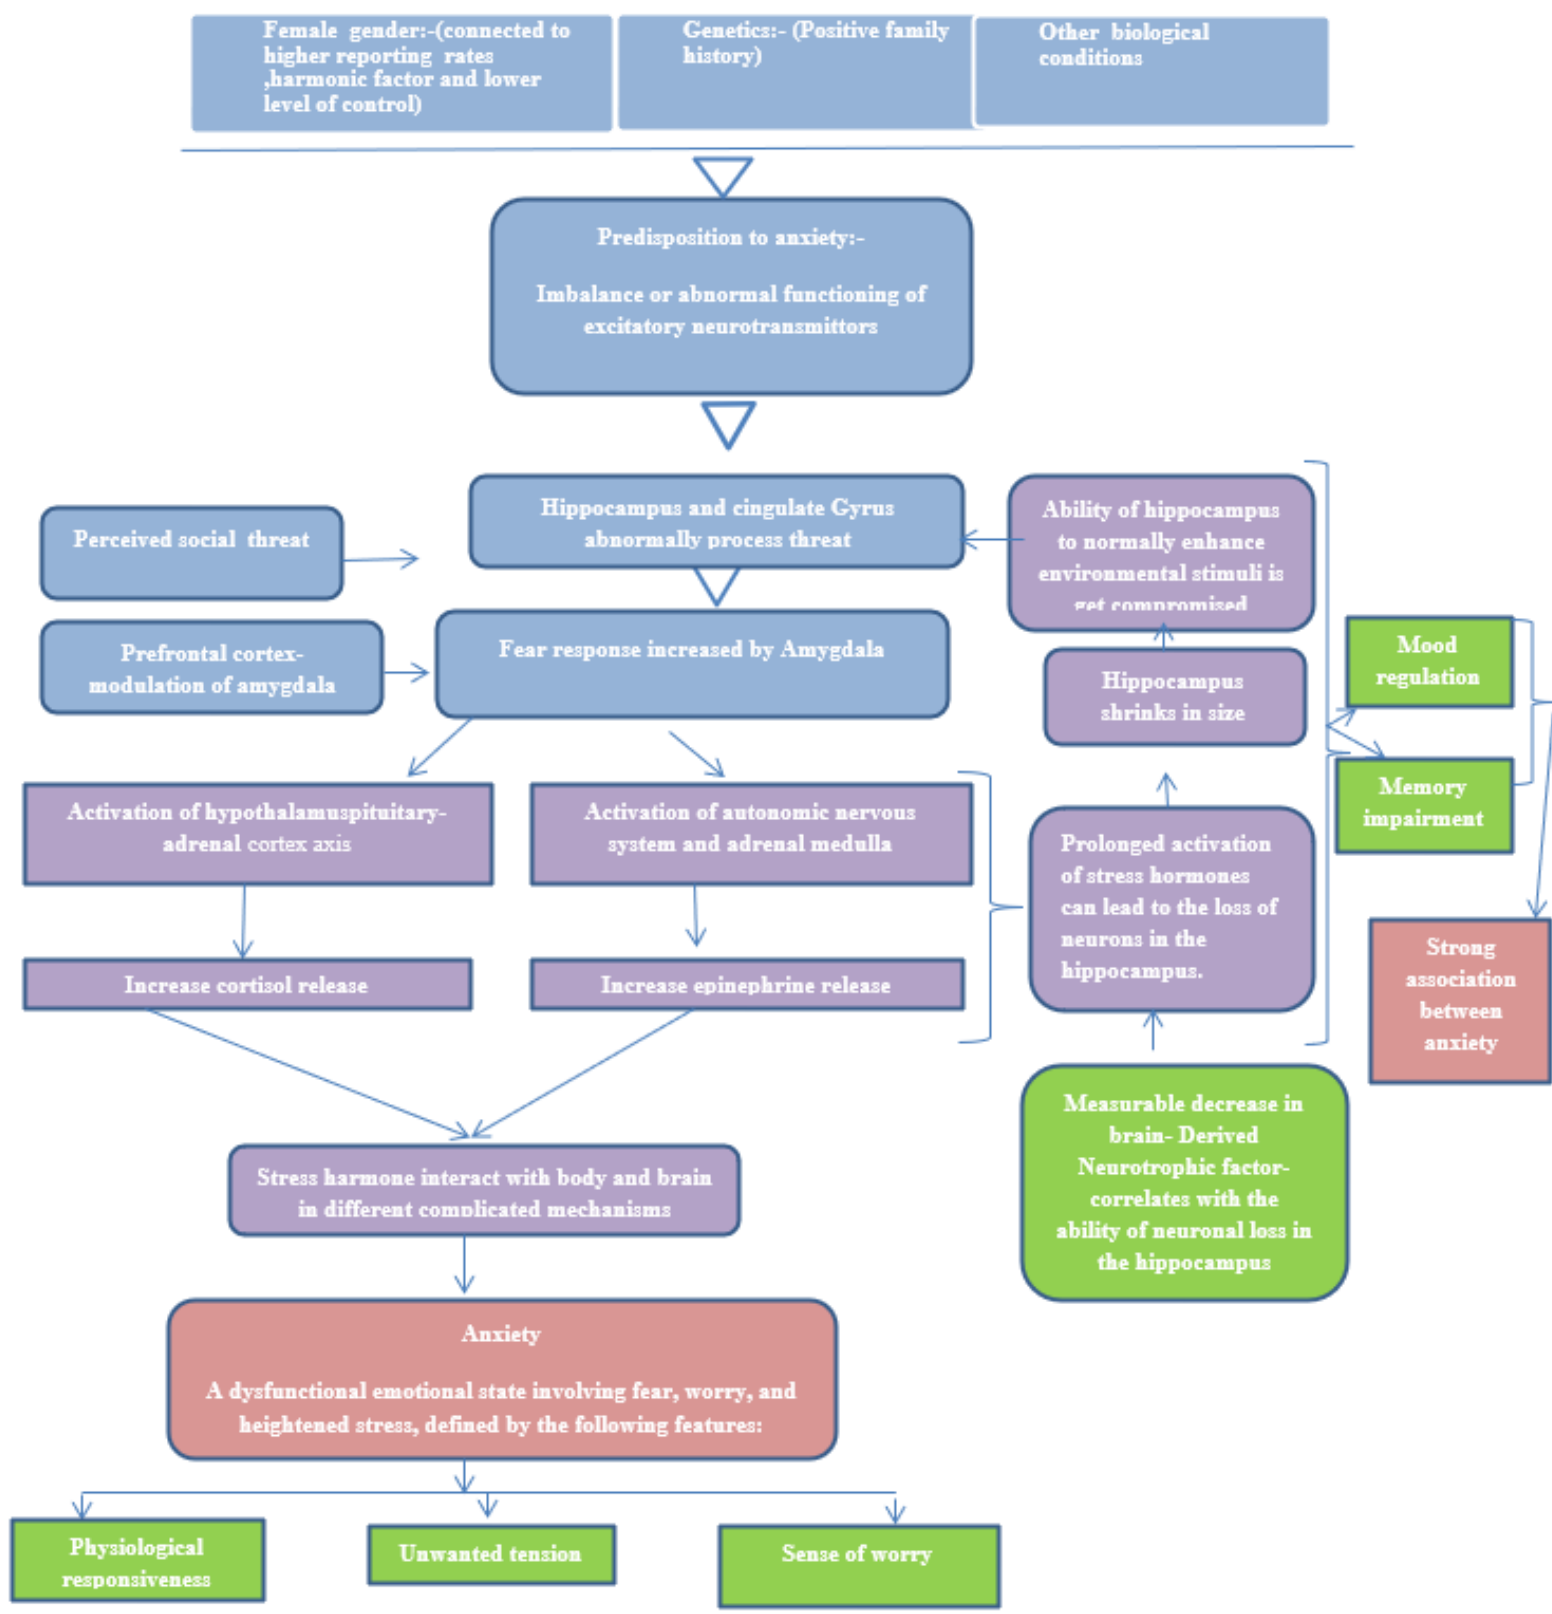 Female gender:-(connected to
higher reporting rates
,harmonic factor and lower
level of control)
Genetics:- (Positive family
history)
Other biological
conditions
Predisposition to anxiety:-
Imbalance or abnormal functioning of
excitatory neurotransmittors
Hippocampus and cingulate Gyrus
abnormally process threat
Perceived social threat
Ability of hippocampus
to normally enhance
environmental stimuli is
get compromised
Prefrontal cortex-
modulation of amygdala
Fear response increased by Amygdala
Hippocampus
shrinks in size
Mood
regulation
Memory
impairment
Activation of hypothalamuspituitary-
adrenal cortex axis
Activation of autonomic nervous
system and adrenal medulla
Prolonged activation
of stress hormones
can lead to the loss of
neurons in the
hippocampus.
Strong
association
between
anxiety
Increase cortisol release
Increase epinephrine release
Measurable decrease in
brain- Derived
Neurotrophic factor-
correlates with the
ability of neuronal loss in
the hippocampus
Stress harmone interact with body and brain
in different complicated mechanisms
Anxiety
A dysfunctional emotional state involving fear, worry, and
heightened stress, defined by the following features:
Physiological
responsiveness
Unwanted tension
Sense of worry